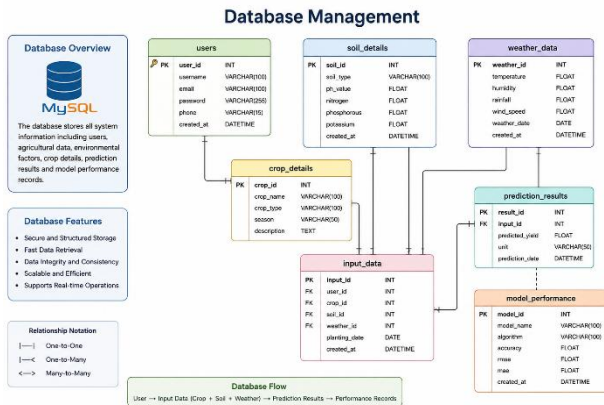 Database Management
Database Overview
MySQL
The database stores all system
information including users,
agricultural data, environmental
factors, crop details, prediction
results and model performance
records.
Database Features
• Secure and Structured Storage
• Fast Data Retrieval
• Data Integrity and Consistency
• Scalable and Efficient
• Supports Real-time Operations
Relationship Notation
One-to-One
One-to-Many
Many-to-Many
users
PK user_id INT
username VARCHAR(100)
email VARCHAR(100)
password VARCHAR(255)
phone VARCHAR(15)
created_at DATETIME
soil_details
PK soil_id INT
soil_type VARCHAR(100)
ph_value FLOAT
nitrogen FLOAT
phosphorous FLOAT
potassium FLOAT
created_at DATETIME
weather_data
PK weather_id INT
temperature FLOAT
humidity FLOAT
rainfall FLOAT
wind_speed FLOAT
weather_date DATE
created_at DATETIME
crop_details
PK crop_id INT
crop_name VARCHAR(100)
crop_type VARCHAR(100)
season VARCHAR(50)
description TEXT
prediction_results
PK result_id INT
FK input_id INT
predicted_yield FLOAT
unit VARCHAR(50)
prediction_date DATETIME
input_data
PK input_id INT
FK user_id INT
FK crop_id INT
FK soil_id INT
FK weather_id INT
planting_date DATE
created_at DATETIME
model_performance
PK model_id INT
model_name VARCHAR(100)
algorithm VARCHAR(100)
accuracy FLOAT
rmse FLOAT
mae FLOAT
created_at DATETIME
Database Flow
User → Input Data (Crop + Soil + Weather) → Prediction Results → Performance Records